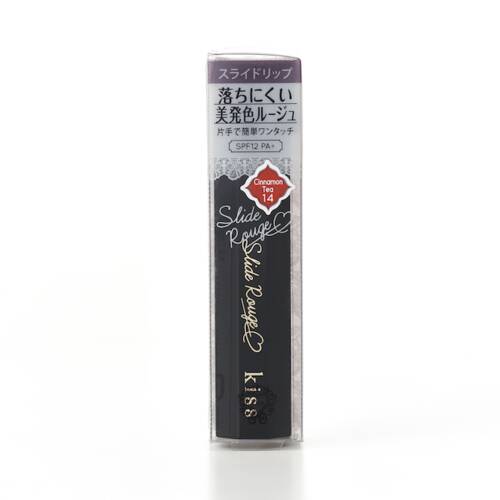 スライドリップ
落ちにくい
美発色ルージュ
片手で簡単ワンタッチ
SPF12 PA+
Cinnamon
Tea
14
Slide
Rouge
Slide Rouge
kiss